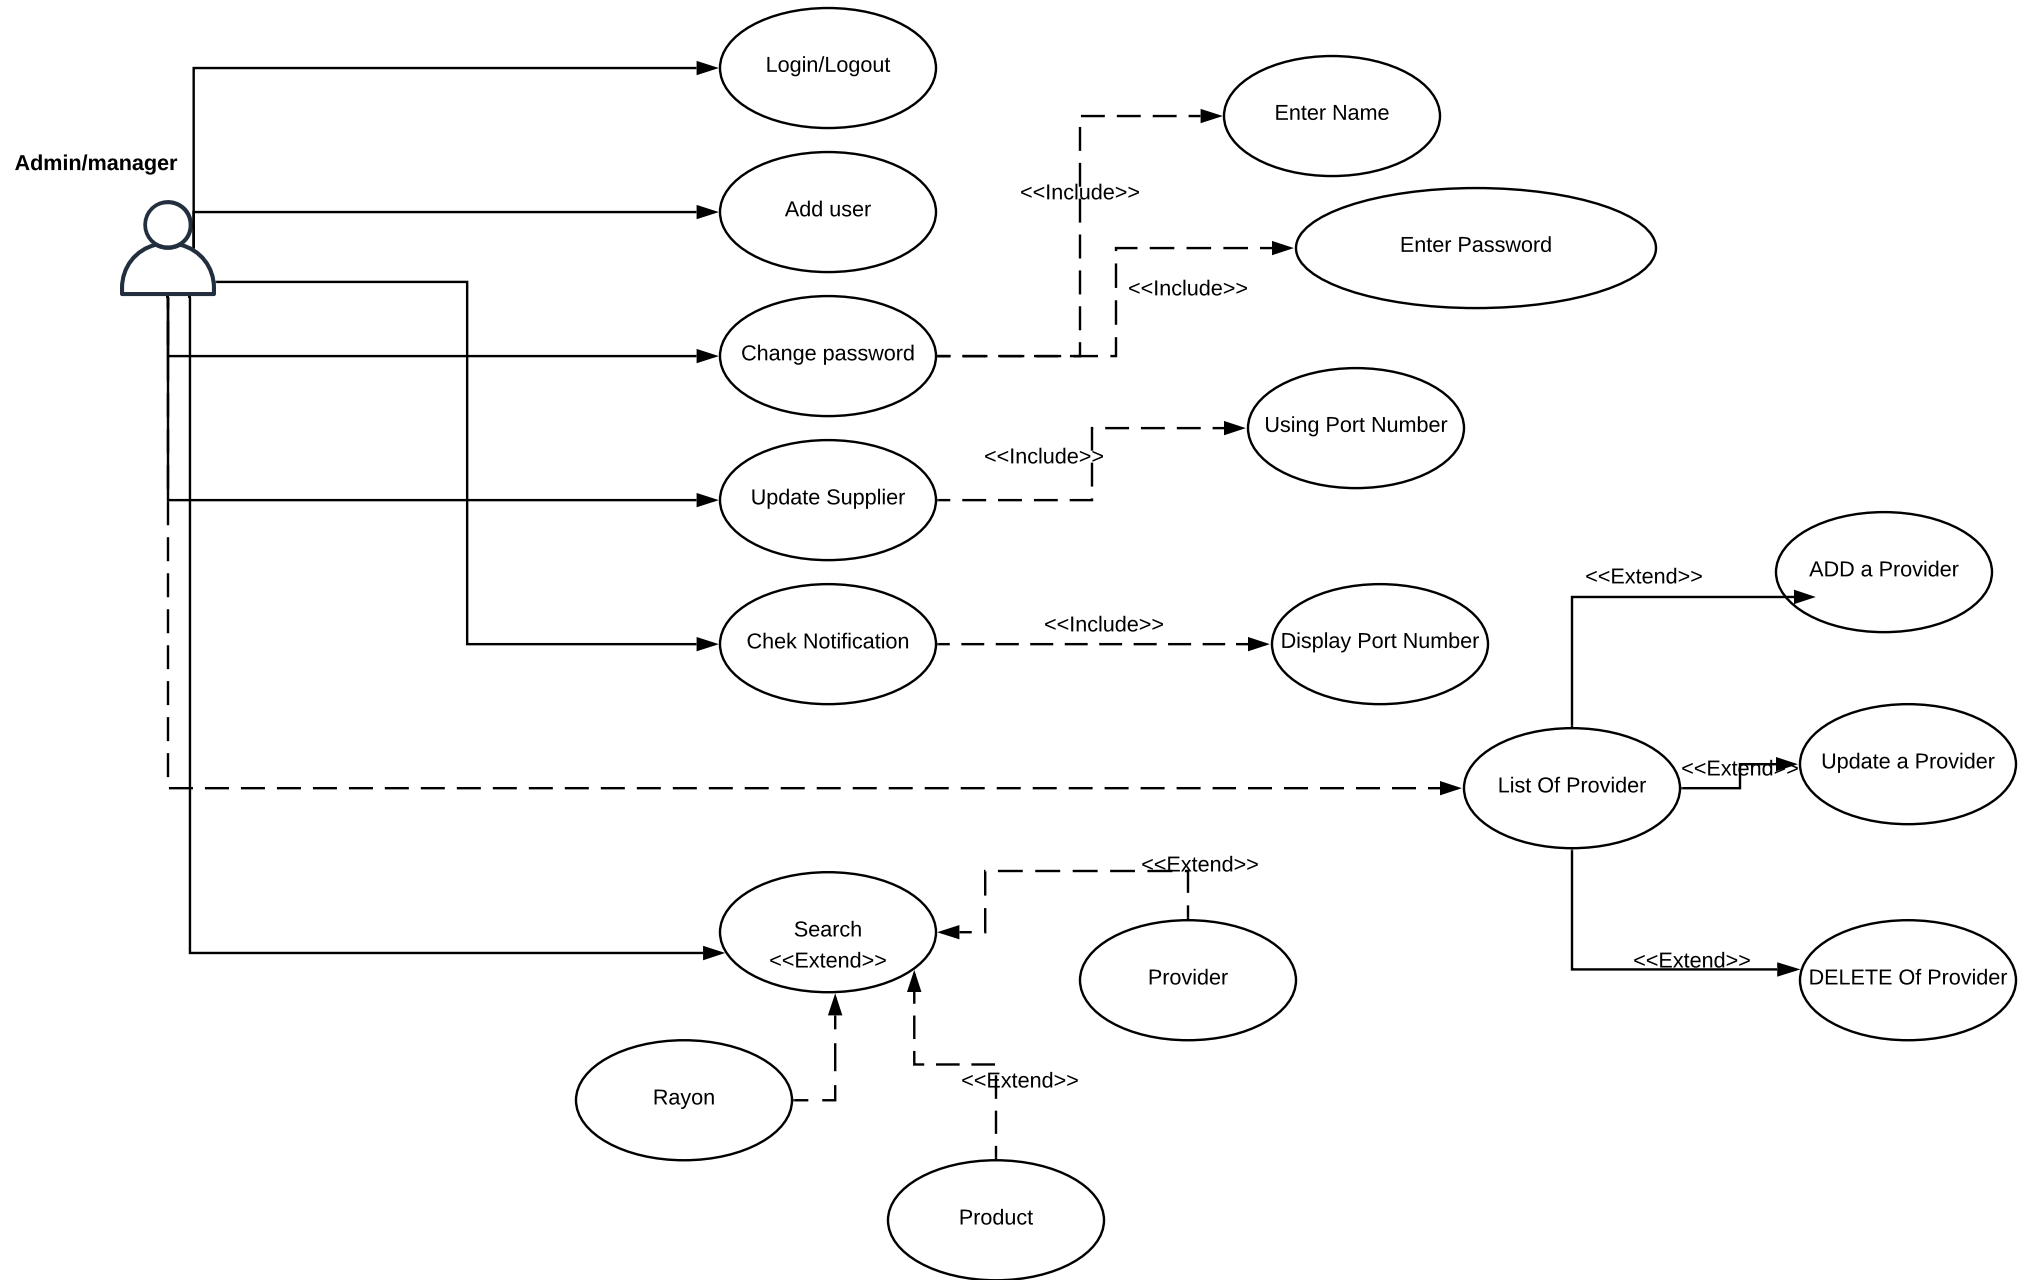 Login/Logout
Enter Name
Admin/manager
<<Include>>
Add user
Enter Password
<<Include>>
Change password
Using Port Number
<<Include>>
Update Supplier
ADD a Provider
<<Extend>>
<<Include>>
Chek Notification
Display Port Number
<<Extend>>
Update a Provider
List Of Provider
<<Extend>>
Search
<<Extend>>
<<Extend>>
Provider
DELETE Of Provider
<<Extend>>
Rayon
Product